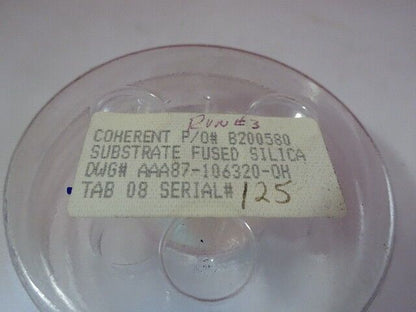 RUN #3
COHERENT P/O# B200580
SUBSTRATE FUSED SILICA
DWG# AAA87-106320-OH
TAB 08 SERIAL# 125